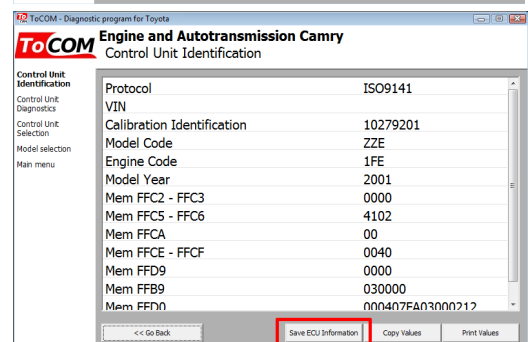 ToCOM - Diagnostic program for Toyota
ToCOM
Engine and Autotransmission Camry
Control Unit Identification
Control Unit
Identification
Control Unit
Diagnostics
Control Unit
Selection
Model selection
Main menu
Protocol ISO9141
VIN
Calibration Identification 10279201
Model Code ZZE
Engine Code 1FE
Model Year 2001
Mem FFC2 - FFC3 0000
Mem FFC5 - FFC6 4102
Mem FFCA 00
Mem FFCE - FFCF 0040
Mem FFD9 0000
Mem FFB9 030000
Mem FFD0 000407FA03000212
<< Go Back
Save ECU Information
Copy Values
Print Values